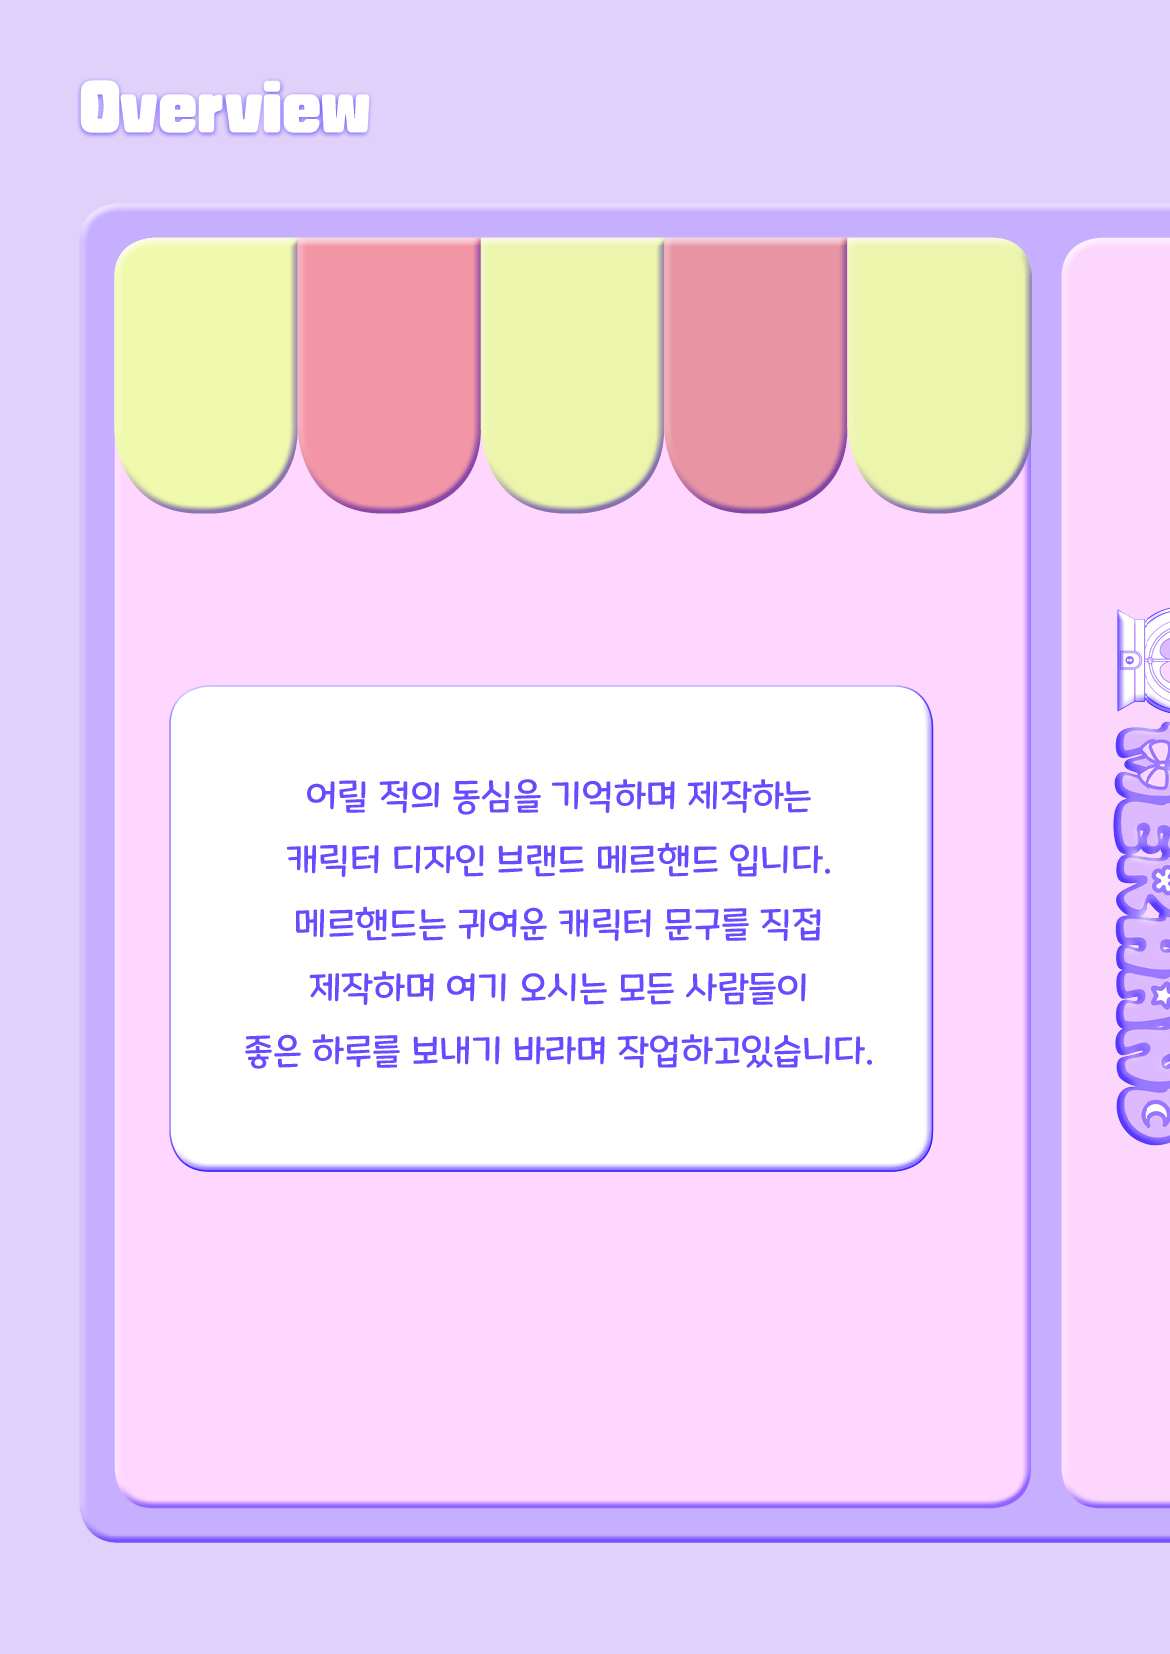 Overview
어릴 적의 동심을 기억하며 제작하는
캐릭터 디자인 브랜드 메르핸드 입니다.
메르핸드는 귀여운 캐릭터 문구를 직접
제작하며 여기 오시는 모든 사람들이
좋은 하루를 보내기 바라며 작업하고있습니다.